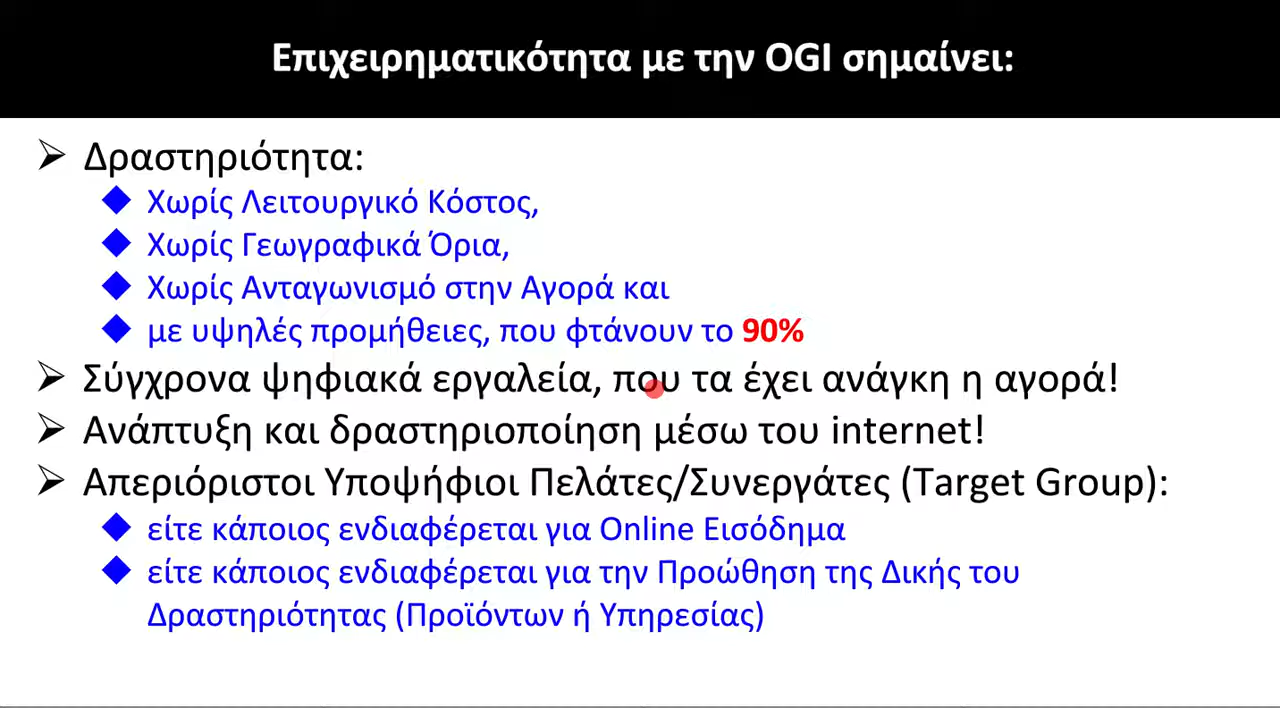 Επιχειρηματικότητα με την OGI σημαίνει:
➢ Δραστηριότητα:
◆ Χωρίς Λειτουργικό Κόστος,
◆ Χωρίς Γεωγραφικά Όρια,
◆ Χωρίς Ανταγωνισμό στην Αγορά και
◆ με υψηλές προμήθειες, που φτάνουν το 90%
➢ Σύγχρονα ψηφιακά εργαλεία, που τα έχει ανάγκη η αγορά!
➢ Ανάπτυξη και δραστηριοποίηση μέσω του internet!
➢ Απεριόριστοι Υποψήφιοι Πελάτες/Συνεργάτες (Target Group):
◆ είτε κάποιος ενδιαφέρεται για Online Εισόδημα
◆ είτε κάποιος ενδιαφέρεται για την Προώθηση της Δικής του
Δραστηριότητας (Προϊόντων ή Υπηρεσίας)